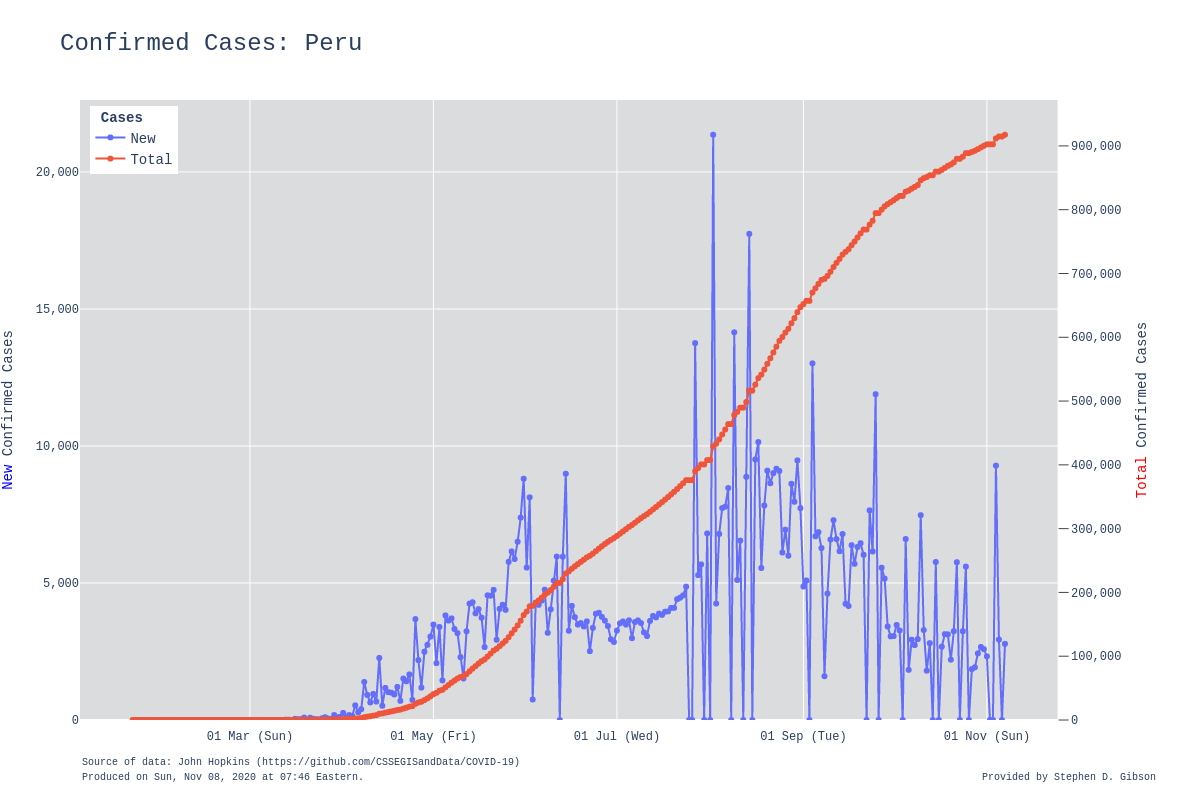 Confirmed Cases: Peru
Cases
New
Total
20,000
15,000
10,000
5,000
0
New Confirmed Cases
900,000
800,000
700,000
600,000
500,000
400,000
300,000
200,000
100,000
0
Total Confirmed Cases
01 Mar (Sun) 01 May (Fri) 01 Jul (Wed) 01 Sep (Tue) 01 Nov (Sun)
Source of data: John Hopkins (https://github.com/CSSEGISandData/COVID-19)
Produced on Sun, Nov 08, 2020 at 07:46 Eastern.
Provided by Stephen D. Gibson